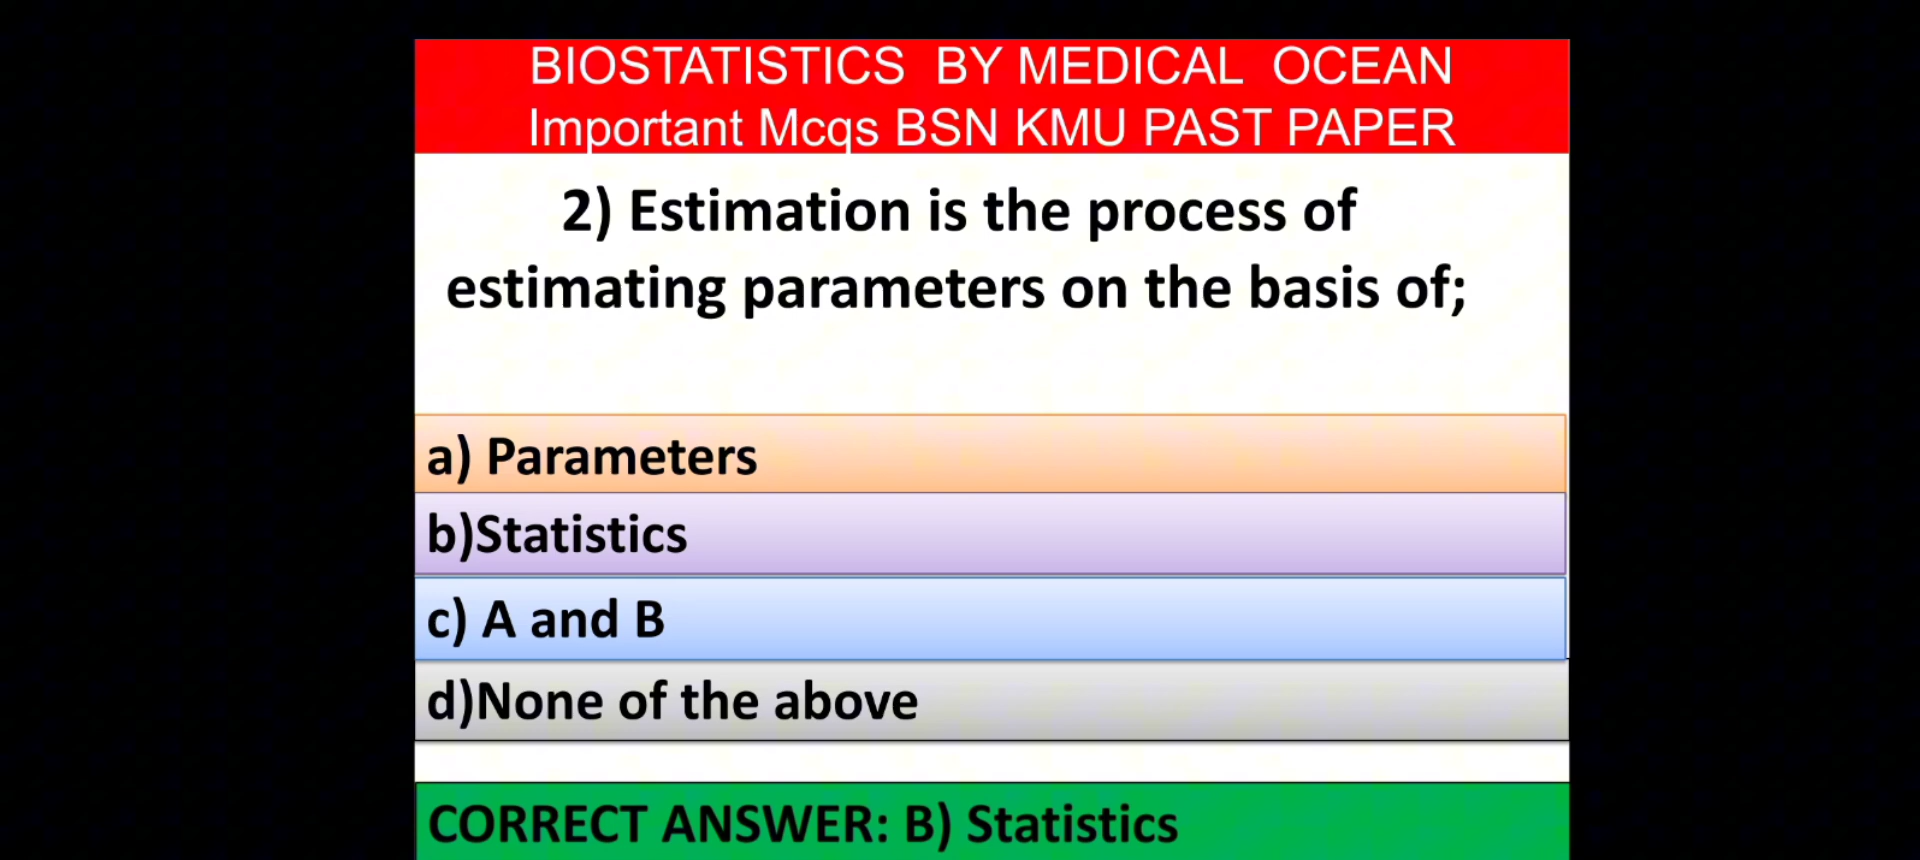 BIOSTATISTICS BY MEDICAL OCEAN
Important Mcqs BSN KMU PAST PAPER
2) Estimation is the process of
estimating parameters on the basis of;
a) Parameters
b)Statistics
c) A and B
d)None of the above
CORRECT ANSWER: B) Statistics